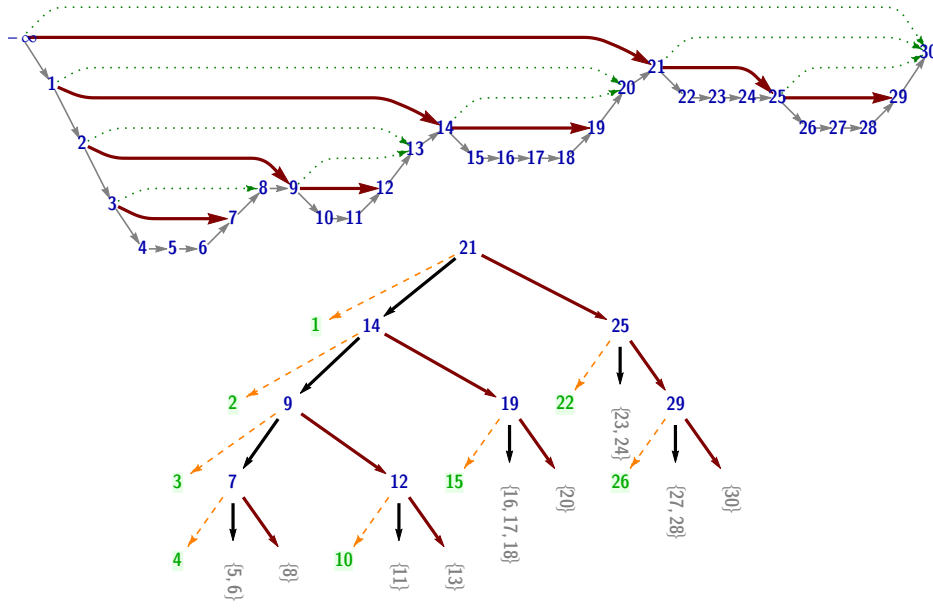 −∞ 30
21
1 20
22 23 24 25 29
14 19 26 27 28
2 13
15 16 17 18
8 9 12
3 7 10 11
4 5 6
21
1 14 25
2 9 19 22 {23, 24} 29
3 7 12 15 {16, 17, 18} {20} 26 {27, 28} {30}
4 {5, 6} {8} 10 {11} {13}